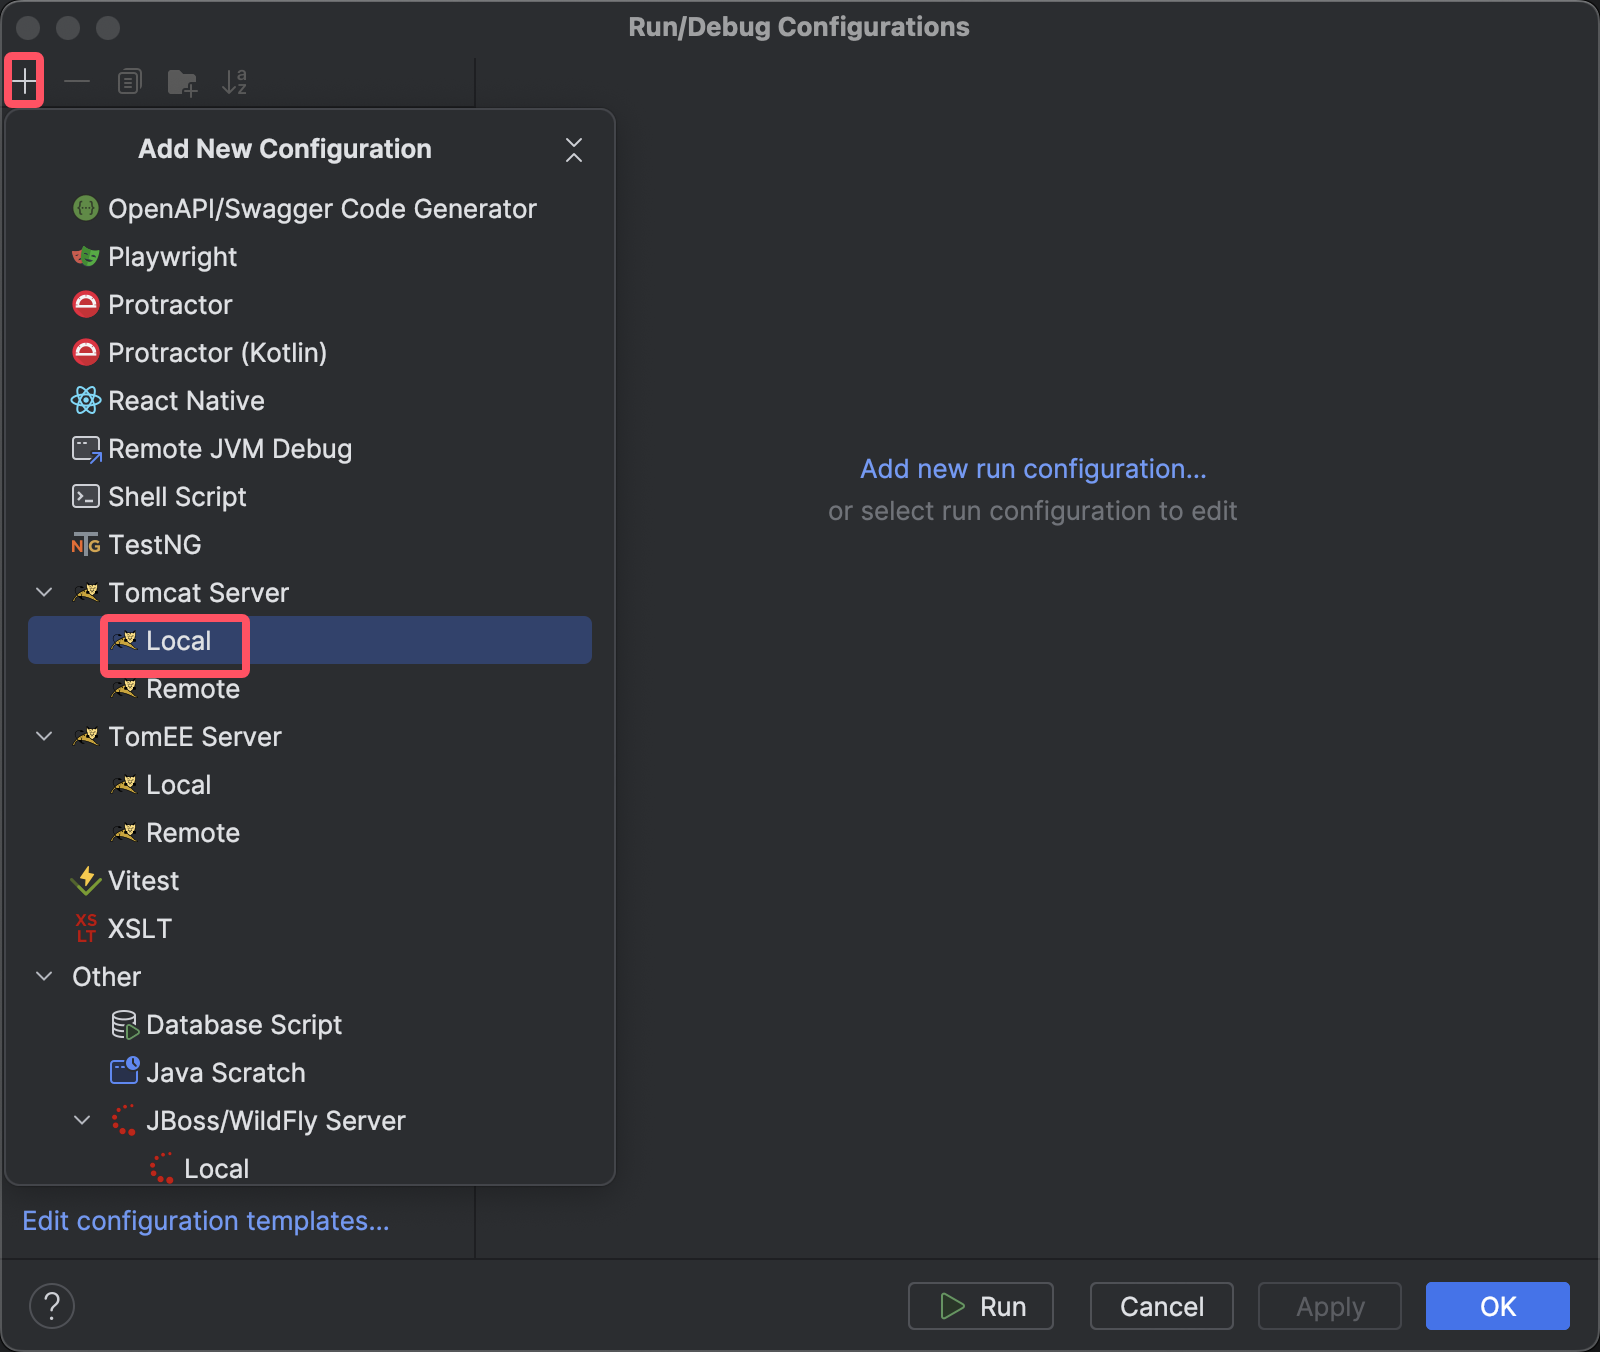 Run/Debug Configurations
Add New Configuration
OpenAPI/Swagger Code Generator
Playwright
Protractor
Protractor (Kotlin)
React Native
Remote JVM Debug
Shell Script
TestNG
Tomcat Server
Local
Remote
TomEE Server
Local
Remote
Vitest
XSLT
Other
Database Script
Java Scratch
JBoss/WildFly Server
Local
Add new run configuration...
or select run configuration to edit
Edit configuration templates...
? Run Cancel Apply OK